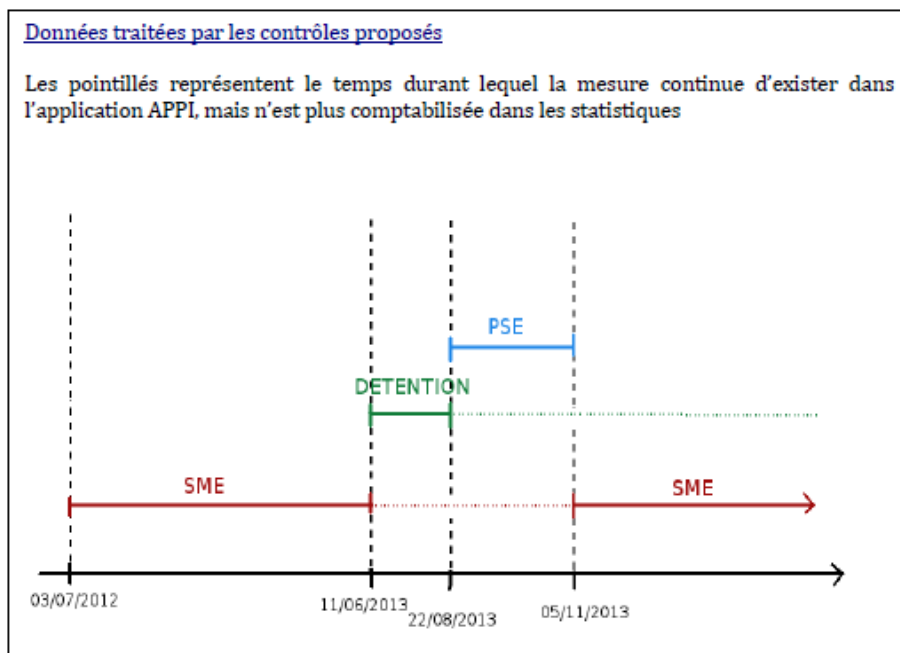 Données traitées par les contrôles proposés
Les pointillés représentent le temps durant lequel la mesure continue d'exister dans
l'application APPI, mais n'est plus comptabilisée dans les statistiques
PSE
DETENTION
SME
SME
03/07/2012
11/06/2013
22/08/2013
05/11/2013